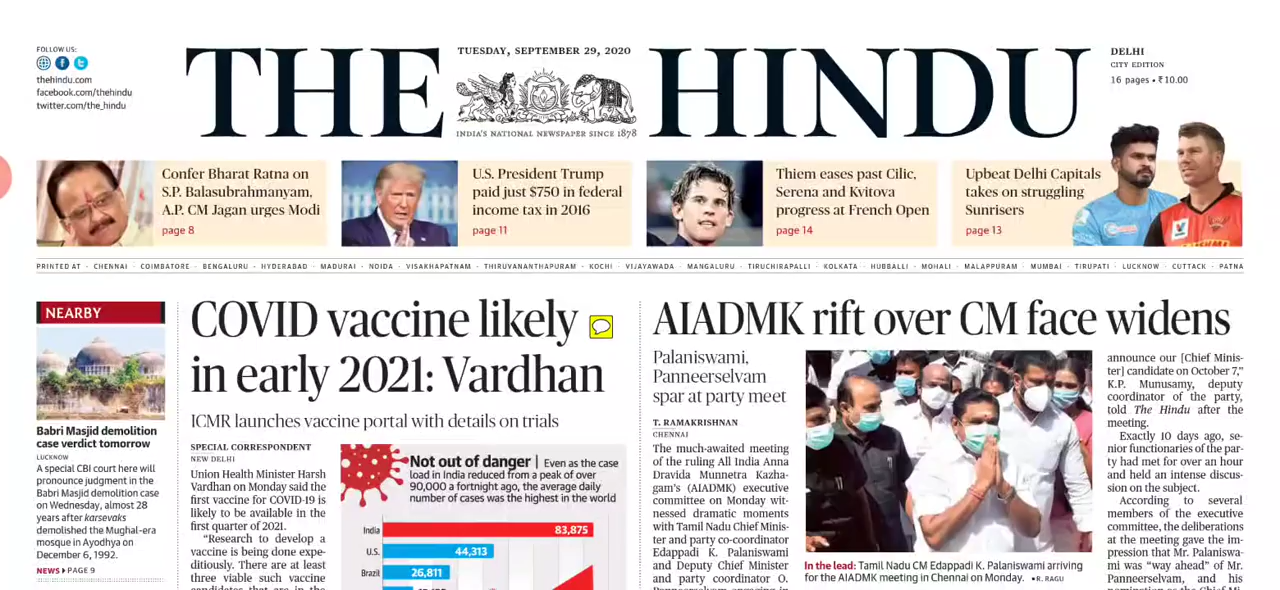 FOLLOW US:
thehindu.com
facebook.com/thehindu
twitter.com/the_hindu
THE HINDU
TUESDAY, SEPTEMBER 29, 2020
INDIA'S NATIONAL NEWSPAPER SINCE 1878
DELHI
CITY EDITION
16 pages • ₹10.00
Confer Bharat Ratna on
S.P. Balasubrahmanyam,
A.P. CM Jagan urges Modi
page 8
U.S. President Trump
paid just $750 in federal
income tax in 2016
page 11
Thiem eases past Cilic,
Serena and Kvitova
progress at French Open
page 14
Upbeat Delhi Capitals
takes on struggling
Sunrisers
page 13
PRINTED AT · CHENNAI · COIMBATORE · BENGALURU · HYDERABAD · MADURAI · NOIDA · VISAKHAPATNAM · THIRUVANANTHAPURAM · KOCHI · VIJAYAWADA · MANGALURU · TIRUCHIRAPALLI · KOLKATA · HUBBALLI · MOHALI · MALAPPURAM · MUMBAI · TIRUPATI · LUCKNOW · CUTTACK · PATNA
NEARBY
Babri Masjid demolition
case verdict tomorrow
LUCKNOW
A special CBI court here will
pronounce judgment in the
Babri Masjid demolition case
on Wednesday, almost 28
years after karsevaks
demolished the Mughal-era
mosque in Ayodhya on
December 6, 1992.
NEWS PAGE 9
COVID vaccine likely
in early 2021: Vardhan
ICMR launches vaccine portal with details on trials
SPECIAL CORRESPONDENT
NEW DELHI
Union Health Minister Harsh
Vardhan on Monday said the
first vaccine for COVID-19 is
likely to be available in the
first quarter of 2021.
"Research to develop a
vaccine is being done expe-
ditiously. There are at least
three viable such vaccine
Not out of danger | Even as the case
load in India reduced from a peak of over
90,000 a fortnight ago, the average daily
number of cases was the highest in the world
India 83,875
U.S. 44,313
Brazil 26,811
AIADMK rift over CM face widens
Palaniswami,
Panneerselvam
spar at party meet
T. RAMAKRISHNAN
CHENNAI
The much-awaited meeting
of the ruling All India Anna
Dravida Munnetra Kazha-
gam's (AIADMK) executive
committee on Monday wit-
nessed dramatic moments
with Tamil Nadu Chief Minis-
ter and party co-coordinator
Edappadi K. Palaniswami
and Deputy Chief Minister
and party coordinator O.
In the lead: Tamil Nadu CM Edappadi K. Palaniswami arriving
for the AIADMK meeting in Chennai on Monday. • R. RAGU
announce our [Chief Minis-
ter] candidate on October 7,"
K.P. Munusamy, deputy
coordinator of the party,
told The Hindu after the
meeting.
Exactly 10 days ago, se-
nior functionaries of the par-
ty had met for over an hour
and held an intense discus-
sion on the subject.
According to several
members of the executive
committee, the deliberations
at the meeting gave the im-
pression that Mr. Palaniswa-
mi was "way ahead" of Mr.
Panneerselvam, and his